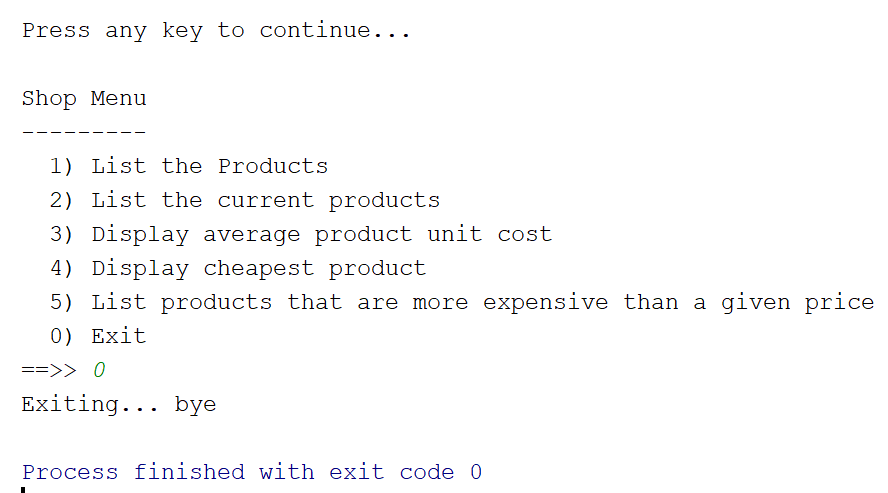 Press any key to continue...
Shop Menu
---------
1) List the Products
2) List the current products
3) Display average product unit cost
4) Display cheapest product
5) List products that are more expensive than a given price
0) Exit
==>> 0
Exiting... bye
Process finished with exit code 0